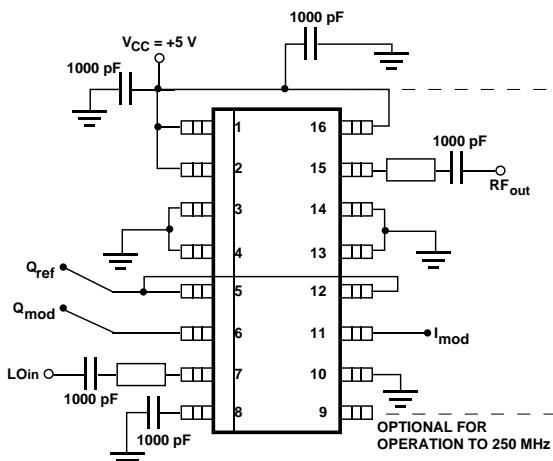 1000 pF
VCC = +5 V
1000 pF
1 16
1000 pF
2 15
RFout
3 14
4 13
Qref
5 12
Qmod
6 11
Imod
LOin
7 10
1000 pF
8 9
1000 pF
OPTIONAL FOR
OPERATION TO 250 MHz